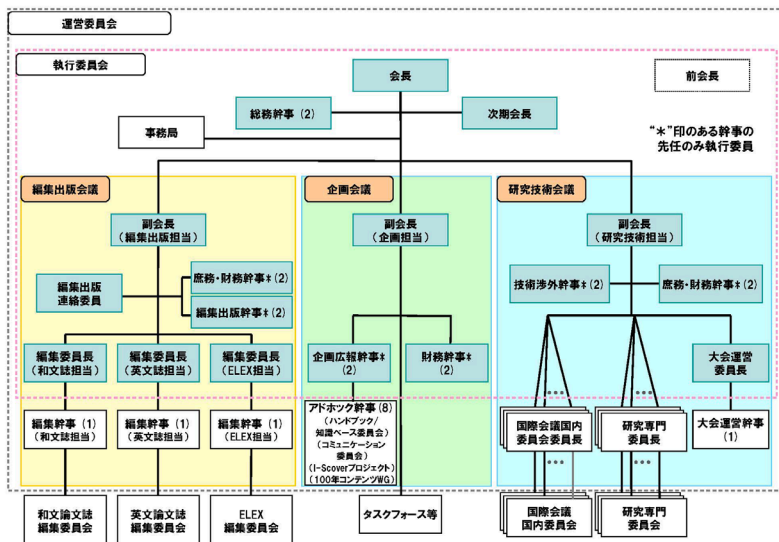 運営委員会
執行委員会
会長
前会長
総務幹事 (2)
次期会長
事務局
“*”印のある幹事の
先任のみ執行委員
編集出版会議
企画会議
研究技術会議
副会長
（編集出版担当）
副会長
（企画担当）
副会長
（研究技術担当）
編集出版
連絡委員
庶務・財務幹事* (2)
編集出版幹事* (2)
技術渉外幹事* (2)
庶務・財務幹事* (2)
編集委員長
（和文誌担当）
編集委員長
（英文誌担当）
編集委員長
（ELEX担当）
企画広報幹事*
(2)
財務幹事*
(2)
大会運営
委員長
…
…
編集幹事 (1)
（和文誌担当）
編集幹事 (1)
（英文誌担当）
編集幹事 (1)
（ELEX担当）
アドホック幹事 (8)
（ハンドブック/
知識ベース委員会）
（コミュニケーション
委員会）
（I-Scoverプロジェクト）
（100年コンテンツWG）
国際会議国内
委員会委員長
研究専門
委員長
大会運営幹事
(1)
…
…
和文論文誌
編集委員会
英文論文誌
編集委員会
ELEX
編集委員会
タスクフォース等
国際会議
国内委員会
研究専門
委員会